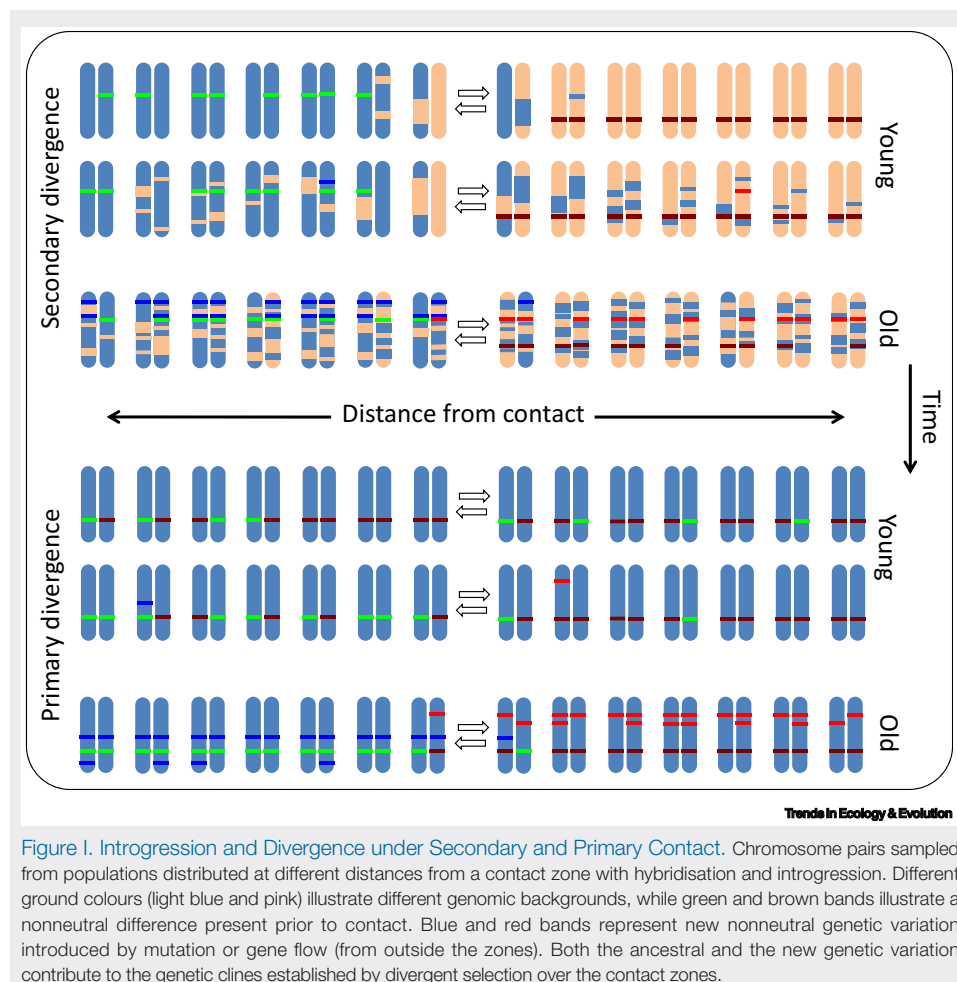 Secondary divergence
Young
Old
Distance from contact
Time
Primary divergence
Young
Old
Trends in Ecology & Evolution
Figure I. Introgression and Divergence under Secondary and Primary Contact. Chromosome pairs sampled
from populations distributed at different distances from a contact zone with hybridisation and introgression. Different
ground colours (light blue and pink) illustrate different genomic backgrounds, while green and brown bands illustrate a
nonneutral difference present prior to contact. Blue and red bands represent new nonneutral genetic variation
introduced by mutation or gene flow (from outside the zones). Both the ancestral and the new genetic variation
contribute to the genetic clines established by divergent selection over the contact zones.